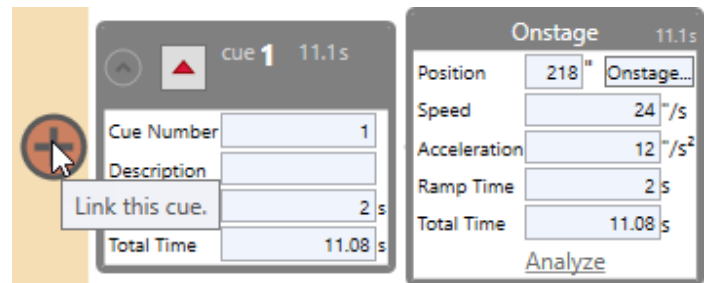 cue 1 11.1s
Cue Number 1
Description
Link this cue.
2 s
Total Time 11.08 s
Onstage 11.1s
Position 218 " Onstage...
Speed 24 "/s
Acceleration 12 "/s²
Ramp Time 2 s
Total Time 11.08 s
Analyze